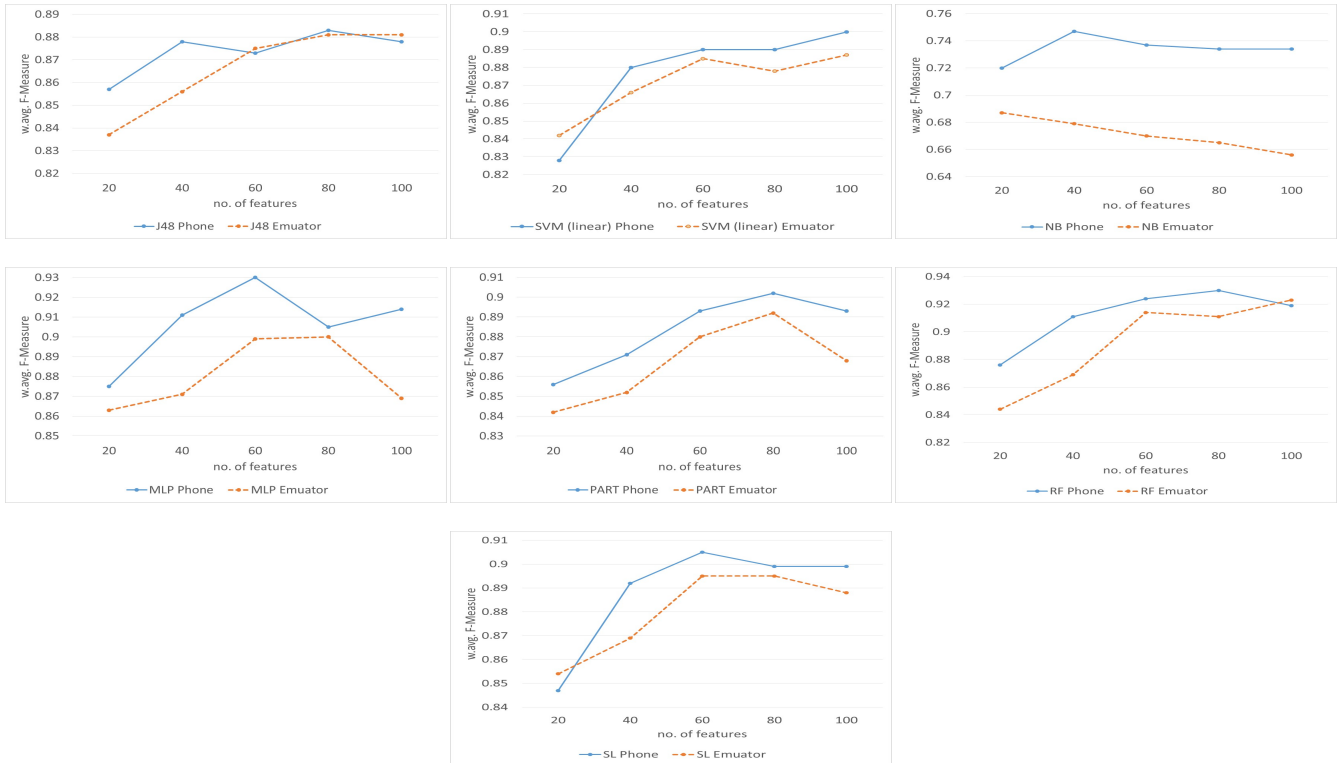 0.89
0.88
0.87
0.86
0.85
0.84
0.83
0.82
w.avg. F-Measure
20 40 60 80 100
no. of features
J48 Phone J48 Emuator
0.91
0.9
0.89
0.88
0.87
0.86
0.85
0.84
0.83
0.82
w.avg. F-Measure
20 40 60 80 100
no. of features
SVM (linear) Phone SVM (linear) Emuator
0.76
0.74
0.72
0.7
0.68
0.66
0.64
w.avg. F-Measure
20 40 60 80 100
no. of features
NB Phone NB Emuator
0.93
0.92
0.91
0.9
0.89
0.88
0.87
0.86
0.85
w.avg. F-Measure
20 40 60 80 100
no. of features
MLP Phone MLP Emuator
0.91
0.9
0.89
0.88
0.87
0.86
0.85
0.84
0.83
w.avg. F-Measure
20 40 60 80 100
no. of features
PART Phone PART Emuator
0.94
0.92
0.9
0.88
0.86
0.84
0.82
w.avg. F-Measure
20 40 60 80 100
no. of features
RF Phone RF Emuator
0.91
0.9
0.89
0.88
0.87
0.86
0.85
0.84
w.avg. F-Measure
20 40 60 80 100
no. of features
SL Phone SL Emuator